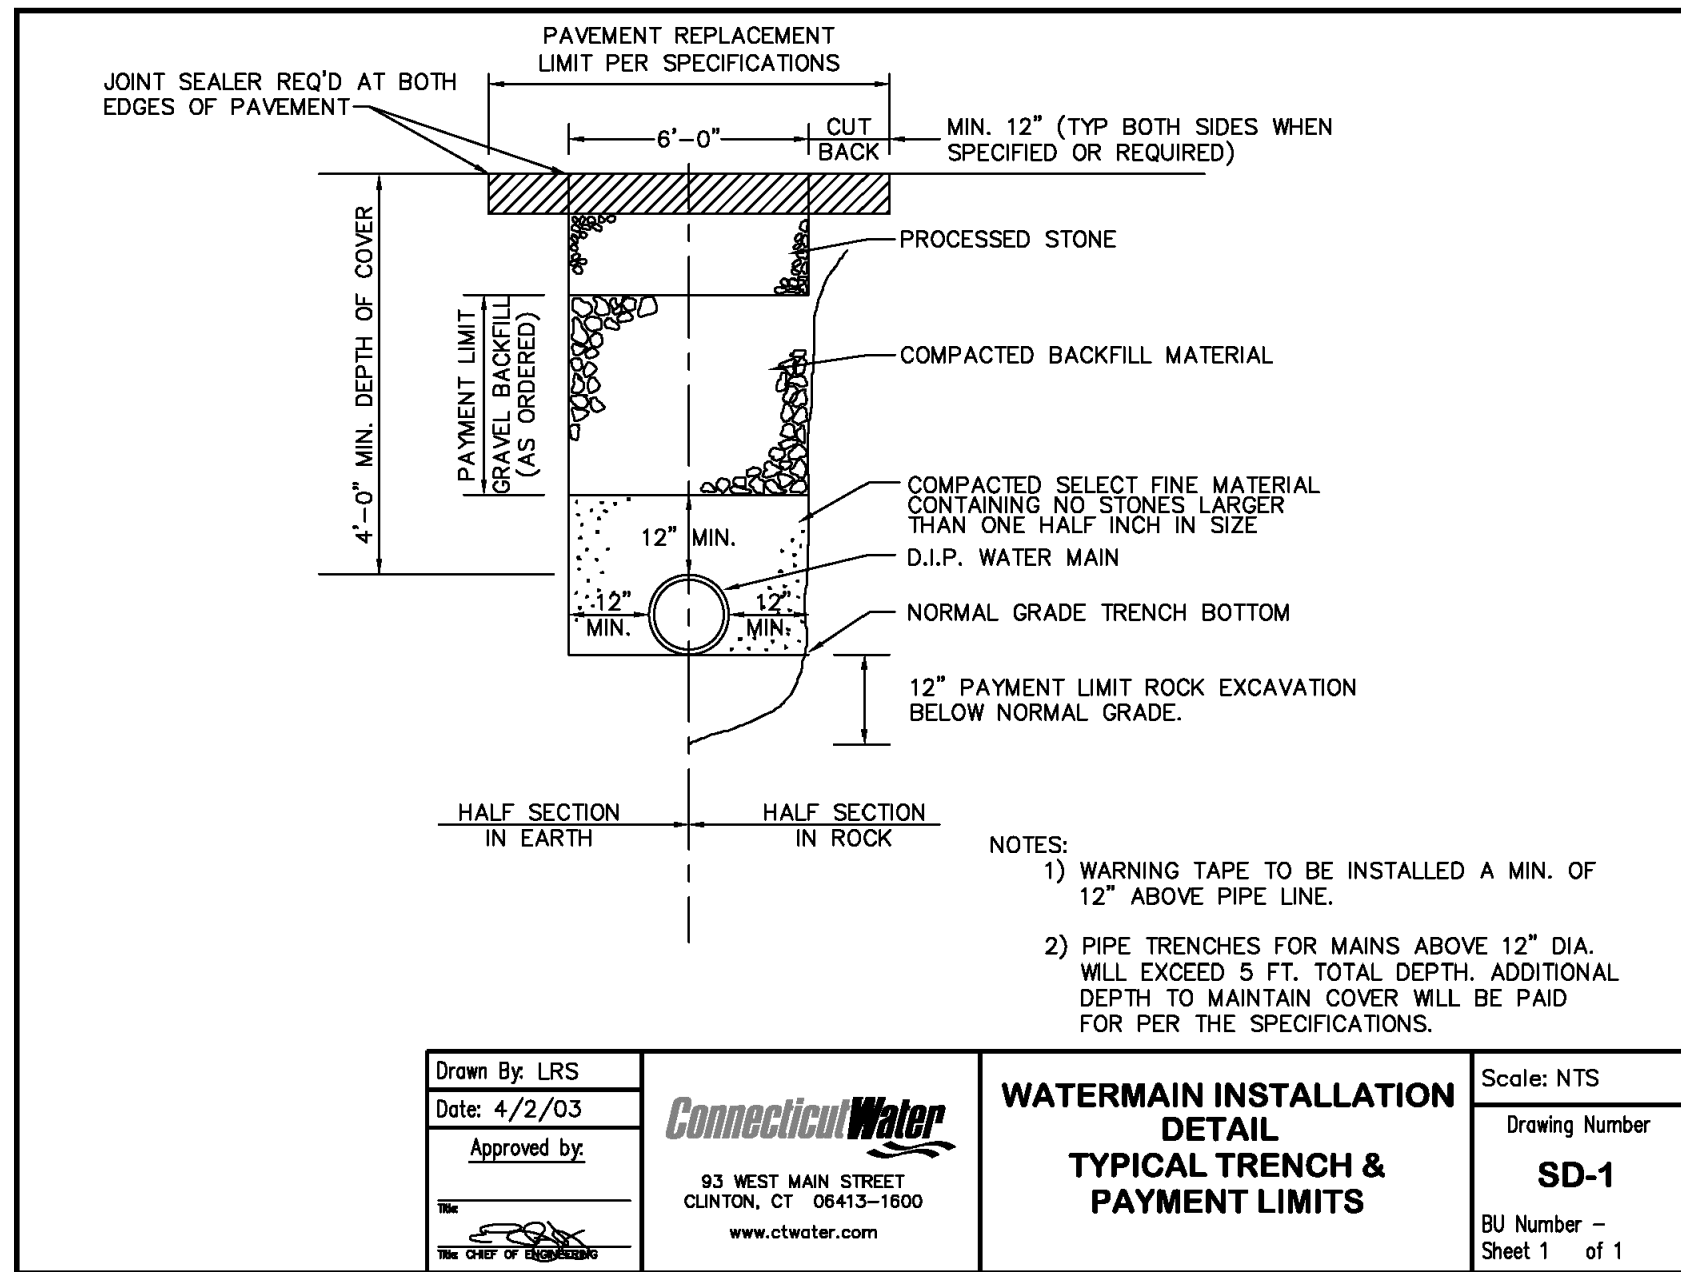 PAVEMENT REPLACEMENT
LIMIT PER SPECIFICATIONS
JOINT SEALER REQ'D AT BOTH
EDGES OF PAVEMENT
6'-0"
CUT
BACK
MIN. 12" (TYP BOTH SIDES WHEN
SPECIFIED OR REQUIRED)
4'-0" MIN. DEPTH OF COVER
PAYMENT LIMIT
GRAVEL BACKFILL
(AS ORDERED)
PROCESSED STONE
COMPACTED BACKFILL MATERIAL
COMPACTED SELECT FINE MATERIAL
CONTAINING NO STONES LARGER
THAN ONE HALF INCH IN SIZE
12" MIN.
D.I.P. WATER MAIN
12"
MIN.
12"
MIN.
NORMAL GRADE TRENCH BOTTOM
12" PAYMENT LIMIT ROCK EXCAVATION
BELOW NORMAL GRADE.
HALF SECTION
IN EARTH
HALF SECTION
IN ROCK
NOTES:
1) WARNING TAPE TO BE INSTALLED A MIN. OF
12" ABOVE PIPE LINE.
2) PIPE TRENCHES FOR MAINS ABOVE 12" DIA.
WILL EXCEED 5 FT. TOTAL DEPTH. ADDITIONAL
DEPTH TO MAINTAIN COVER WILL BE PAID
FOR PER THE SPECIFICATIONS.
Drawn By: LRS
Date: 4/2/03
Approved by:
Title:
Title: CHIEF OF ENGINEERING
ConnecticutWater
93 WEST MAIN STREET
CLINTON, CT 06413-1600
www.ctwater.com
WATERMAIN INSTALLATION
DETAIL
TYPICAL TRENCH &
PAYMENT LIMITS
Scale: NTS
Drawing Number
SD-1
BU Number -
Sheet 1 of 1